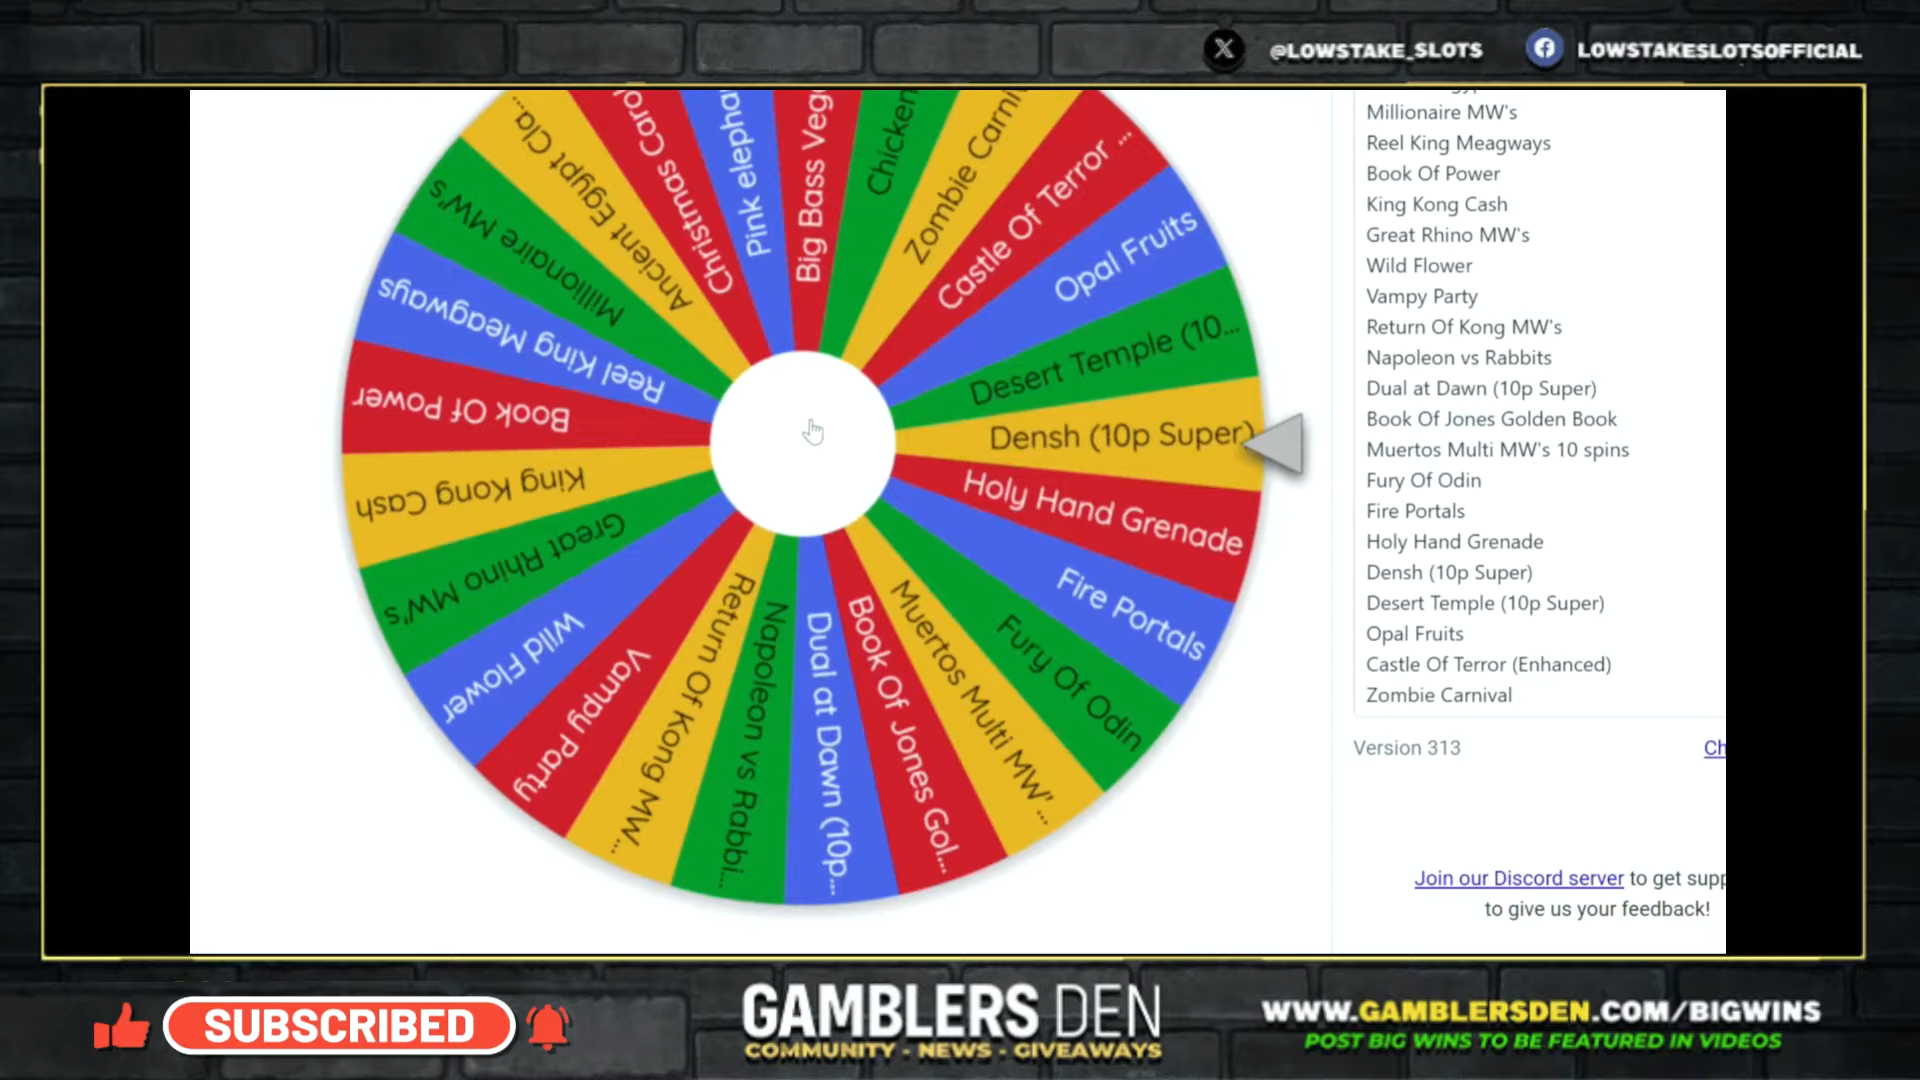 @LOWSTAKE_SLOTS
LOWSTAKESLOTSOFFICIAL
Ancient Egypt Cla...
Christmas Carol
Pink elepha
Big Bass Veg
Chicken
Zombie Carni
Castle Of Terror ...
Opal Fruits
Desert Temple (10...
Densh (10p Super)
Holy Hand Grenade
Fire Portals
Fury Of Odin
Muertos Multi MW' ...
Book Of Jones Gol...
Dual at Dawn (10p...
Napoleon vs Rabbi...
Return Of Kong MW...
Vampy Party
Wild Flower
Great Rhino MW's
King Kong Cash
Book Of Power
Reel King Meagways
Millionaire MW's
Millionaire MW's
Reel King Meagways
Book Of Power
King Kong Cash
Great Rhino MW's
Wild Flower
Vampy Party
Return Of Kong MW's
Napoleon vs Rabbits
Dual at Dawn (10p Super)
Book Of Jones Golden Book
Muertos Multi MW's 10 spins
Fury Of Odin
Fire Portals
Holy Hand Grenade
Densh (10p Super)
Desert Temple (10p Super)
Opal Fruits
Castle Of Terror (Enhanced)
Zombie Carnival
Version 313
Ch
Join our Discord server to get supp
to give us your feedback!
SUBSCRIBED
GAMBLERS DEN
COMMUNITY - NEWS - GIVEAWAYS
WWW.GAMBLERSDEN.COM/BIGWINS
POST BIG WINS TO BE FEATURED IN VIDEOS